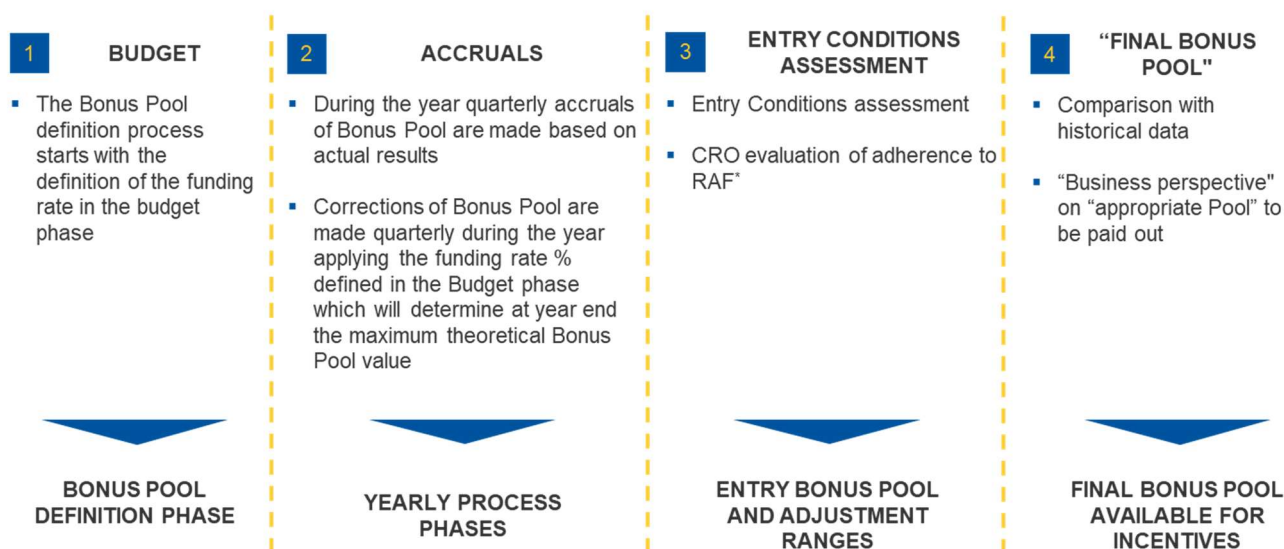 1
BUDGET
▪ The Bonus Pool
definition process
starts with the
definition of the funding
rate in the budget
phase
BONUS POOL
DEFINITION PHASE
2
ACCRUALS
▪ During the year quarterly accruals
of Bonus Pool are made based on
actual results
▪ Corrections of Bonus Pool are
made quarterly during the year
applying the funding rate %
defined in the Budget phase
which will determine at year end
the maximum theoretical Bonus
Pool value
YEARLY PROCESS
PHASES
3
ENTRY CONDITIONS
ASSESSMENT
▪ Entry Conditions assessment
▪ CRO evaluation of adherence to
RAF*
ENTRY BONUS POOL
AND ADJUSTMENT
RANGES
4
“FINAL BONUS
POOL"
▪ Comparison with
historical data
▪ “Business perspective"
on “appropriate Pool” to
be paid out
FINAL BONUS POOL
AVAILABLE FOR
INCENTIVES